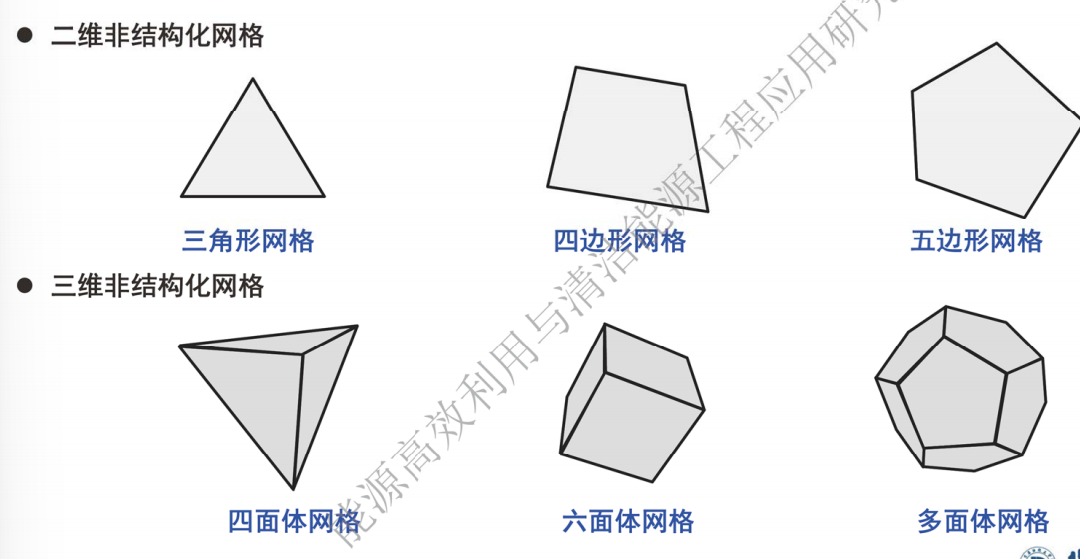 二维非结构化网格
三角形网格
四边形网格
五边形网格
三维非结构化网格
四面体网格
六面体网格
多面体网格
能源高效利用与清洁能源工程应用研究